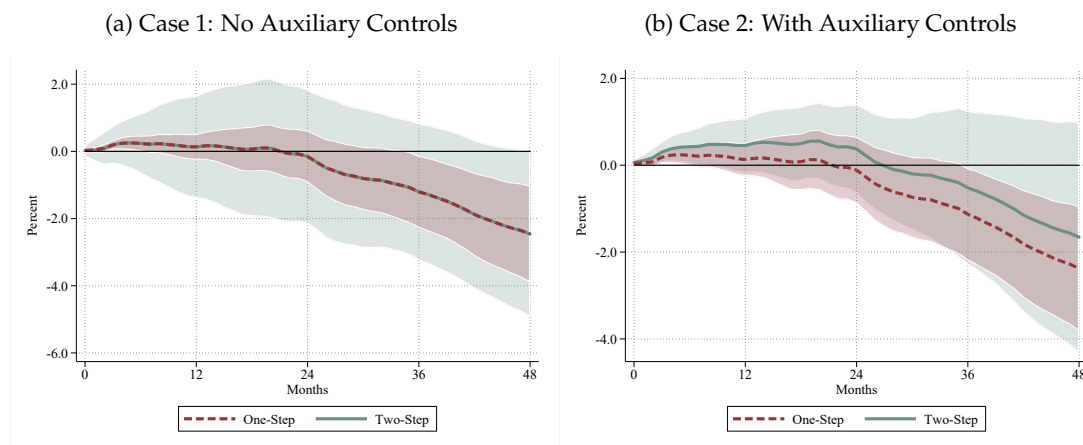 (a) Case 1: No Auxiliary Controls
2.0
0.0
-2.0
-4.0
-6.0
Percent
0 12 24 36 48
Months
One-Step Two-Step
(b) Case 2: With Auxiliary Controls
2.0
0.0
-2.0
-4.0
Percent
0 12 24 36 48
Months
One-Step Two-Step